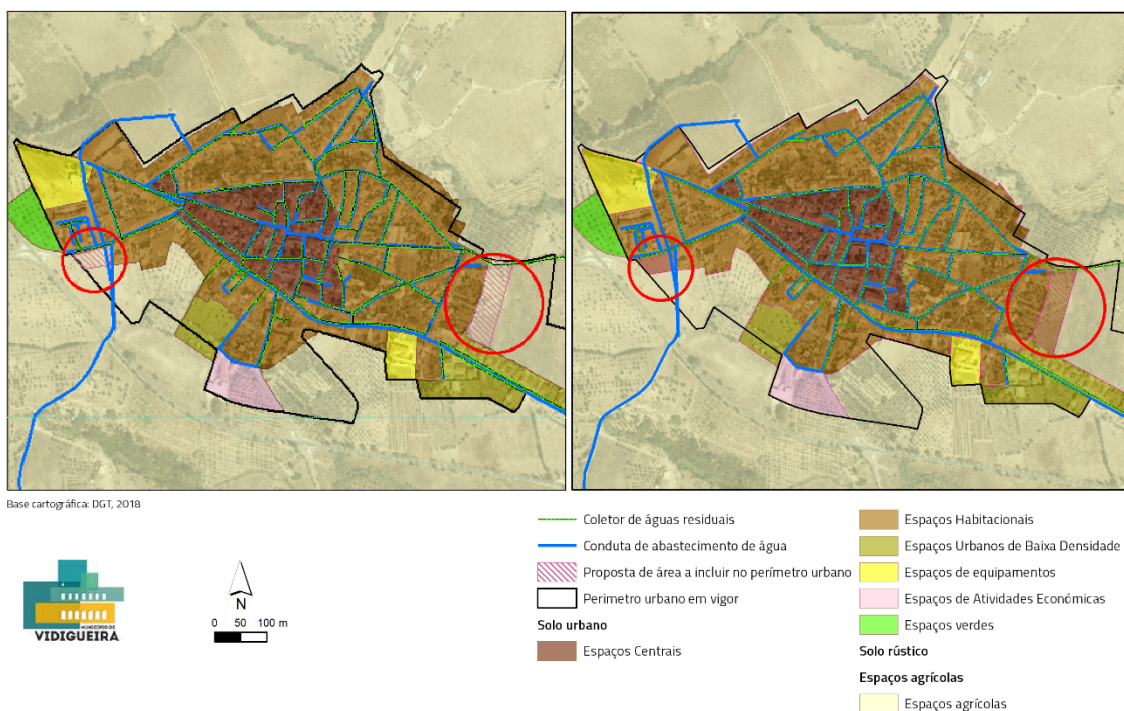 Base cartográfica: DGT, 2018
MUNICÍPIO DE
VIDIGUEIRA
N
0 50 100 m
Coletor de águas residuais
Conduta de abastecimento de água
Proposta de área a incluir no perímetro urbano
Perimetro urbano em vigor
Solo urbano
Espaços Centrais
Espaços Habitacionais
Espaços Urbanos de Baixa Densidade
Espaços de equipamentos
Espaços de Atividades Económicas
Espaços verdes
Solo rústico
Espaços agrícolas
Espaços agrícolas